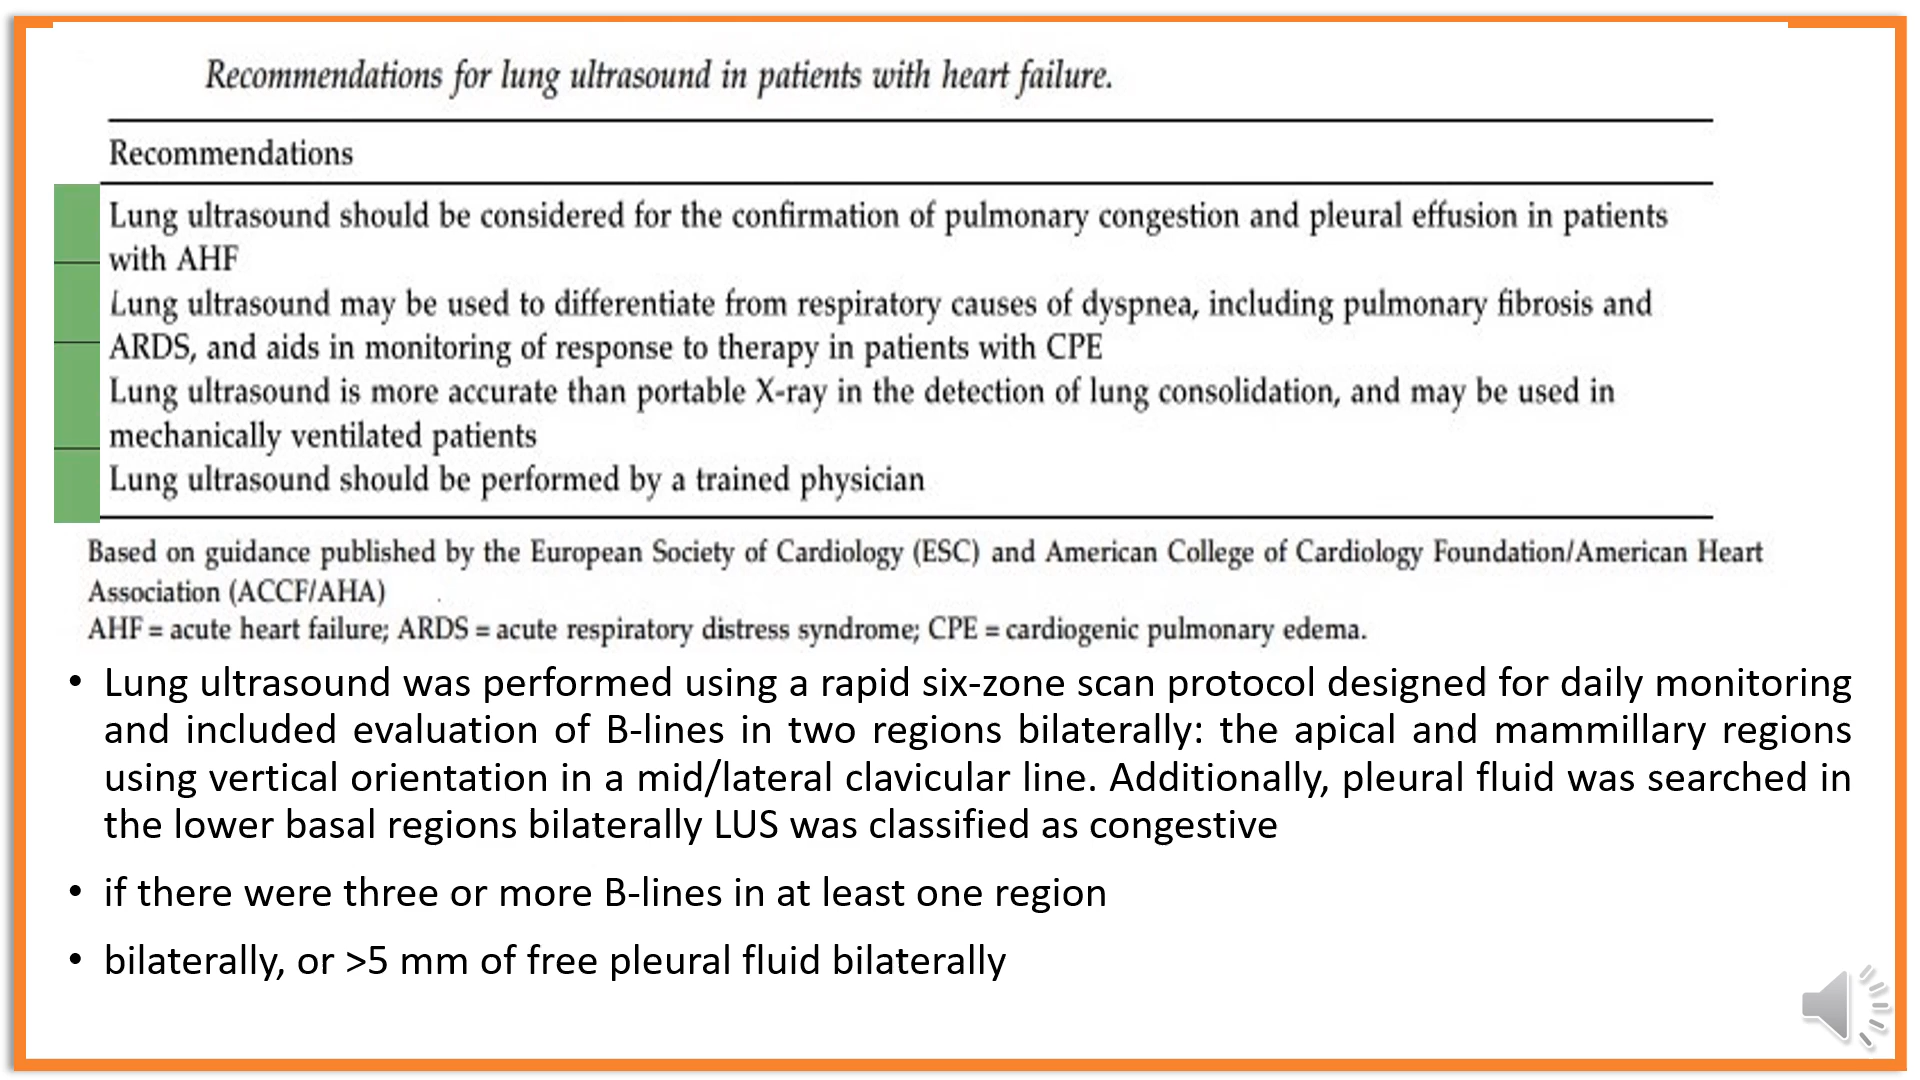 Recommendations for lung ultrasound in patients with heart failure.
Recommendations
Lung ultrasound should be considered for the confirmation of pulmonary congestion and pleural effusion in patients
with AHF
Lung ultrasound may be used to differentiate from respiratory causes of dyspnea, including pulmonary fibrosis and
ARDS, and aids in monitoring of response to therapy in patients with CPE
Lung ultrasound is more accurate than portable X-ray in the detection of lung consolidation, and may be used in
mechanically ventilated patients
Lung ultrasound should be performed by a trained physician
Based on guidance published by the European Society of Cardiology (ESC) and American College of Cardiology Foundation/American Heart
Association (ACCF/AHA)
AHF = acute heart failure; ARDS = acute respiratory distress syndrome; CPE = cardiogenic pulmonary edema.
• Lung ultrasound was performed using a rapid six-zone scan protocol designed for daily monitoring
and included evaluation of B-lines in two regions bilaterally: the apical and mammillary regions
using vertical orientation in a mid/lateral clavicular line. Additionally, pleural fluid was searched in
the lower basal regions bilaterally LUS was classified as congestive
• if there were three or more B-lines in at least one region
• bilaterally, or >5 mm of free pleural fluid bilaterally